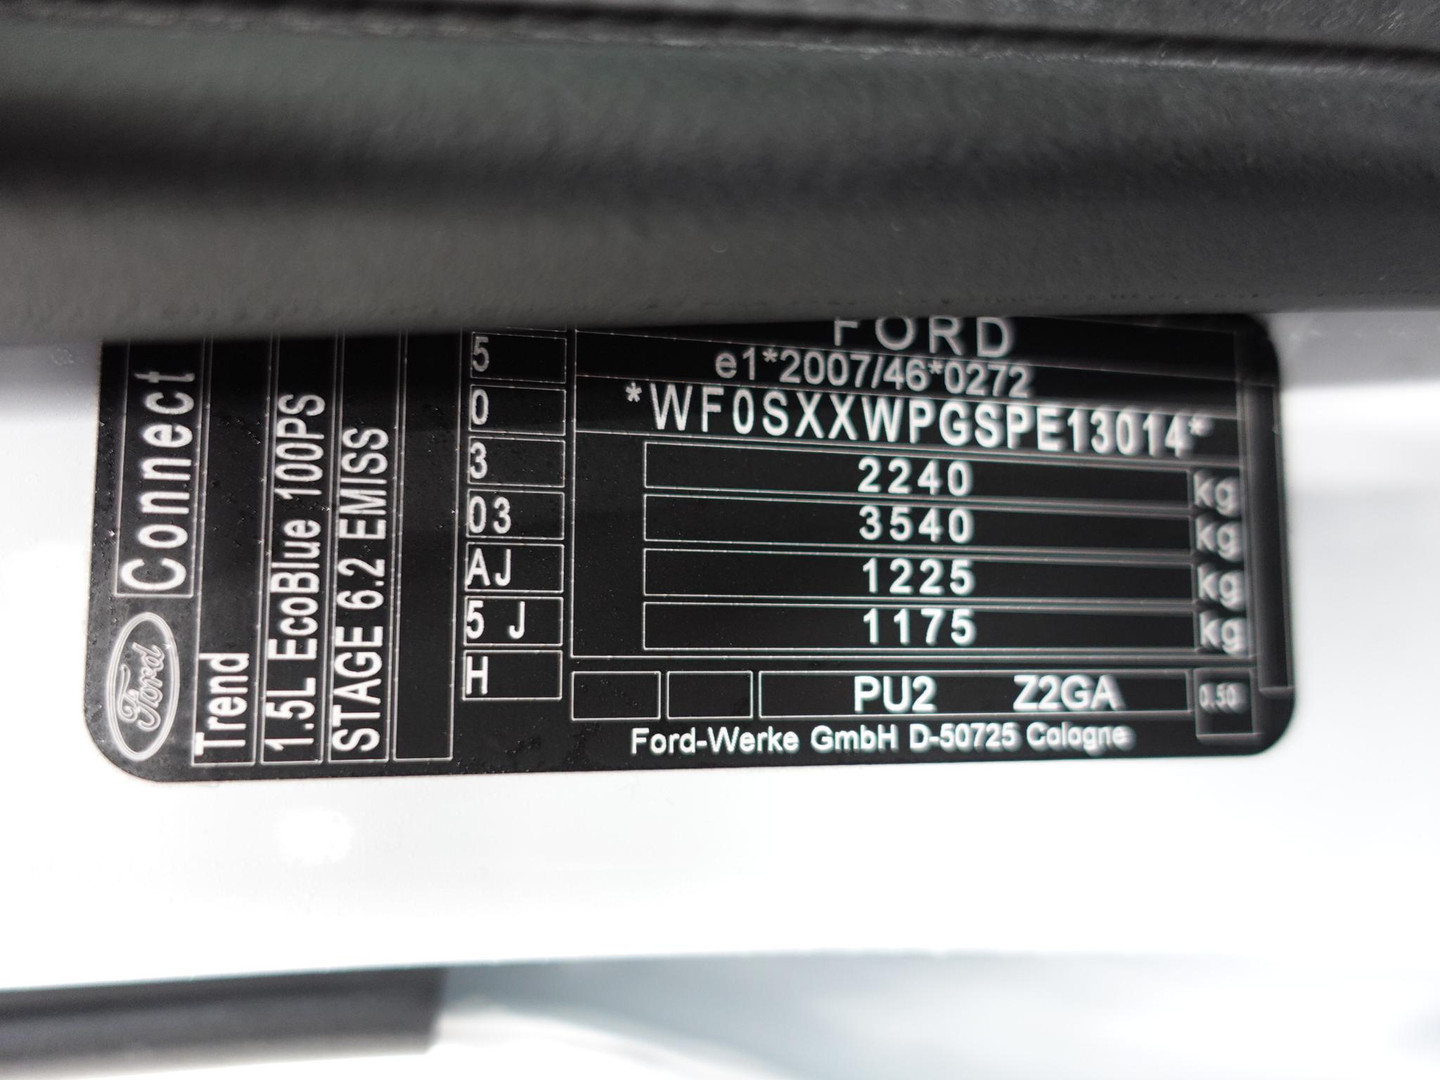 Ford
Connect
Trend
1.5L EcoBlue 100PS
STAGE 6.2 EMISS
5
0
3
03
AJ
5 J
H
FORD
e1*2007/46*0272
*WF0SXXWPGSPE13014*
2240 kg
3540 kg
1225 kg
1175 kg
PU2 Z2GA 0.50
Ford-Werke GmbH D-50725 Cologne